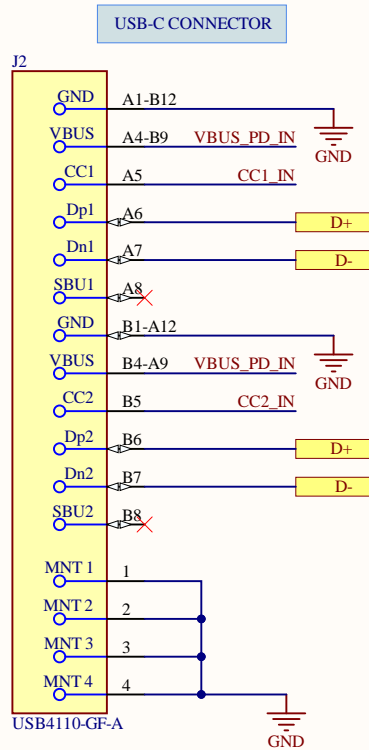 USB-C CONNECTOR
J2
GND A1-B12
GND
VBUS A4-B9 VBUS_PD_IN
CC1 A5 CC1_IN
Dp1 A6 D+
Dn1 A7 D-
SBU1 A8
GND B1-A12
GND
VBUS B4-A9 VBUS_PD_IN
CC2 B5 CC2_IN
Dp2 B6 D+
Dn2 B7 D-
SBU2 B8
MNT 1 1
MNT 2 2
MNT 3 3
MNT 4 4
GND
USB4110-GF-A